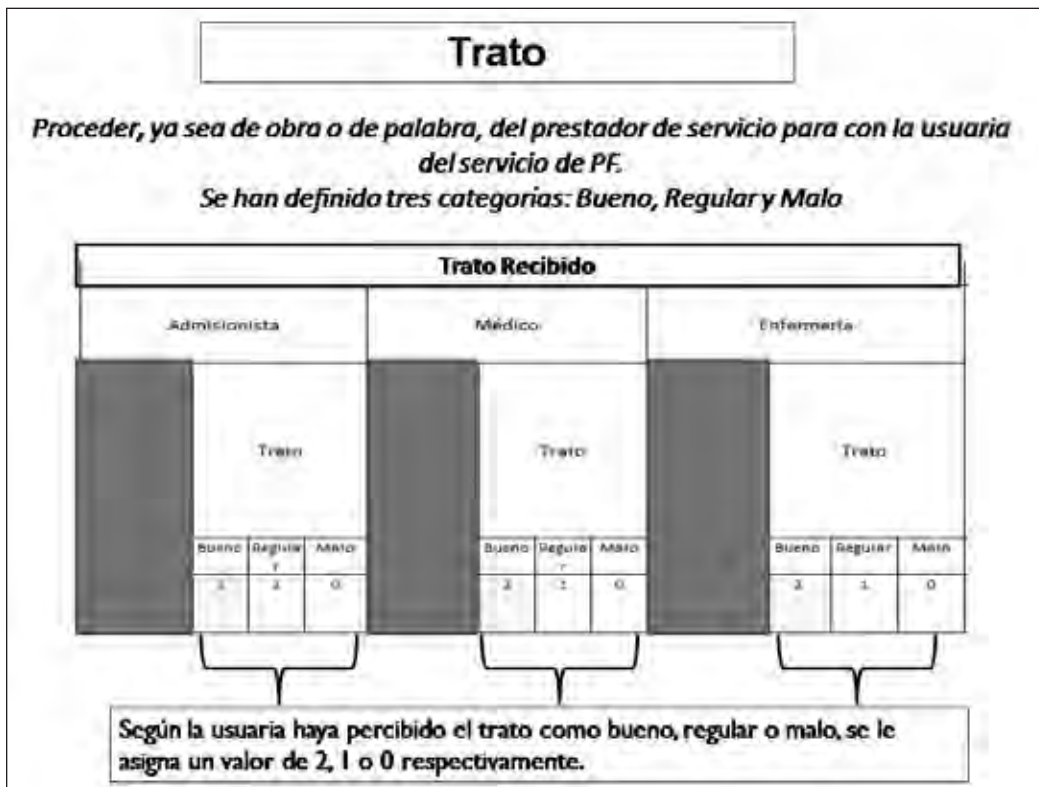 Trato
Proceder, ya sea de obra o de palabra, del prestador de servicio para con la usuaria
del servicio de PF.
Se han definido tres categorias: Bueno, Regular y Malo
Trato Recibido
Admisionista Médico Enfermería
Trato Trato Trato
Bueno Regular Malo Bueno Regular Malo Bueno Regular Malo
0 2 1 0 2 1 0
Según la usuaria haya percibido el trato como bueno, regular o malo, se le
asigna un valor de 2, 1 o 0 respectivamente.